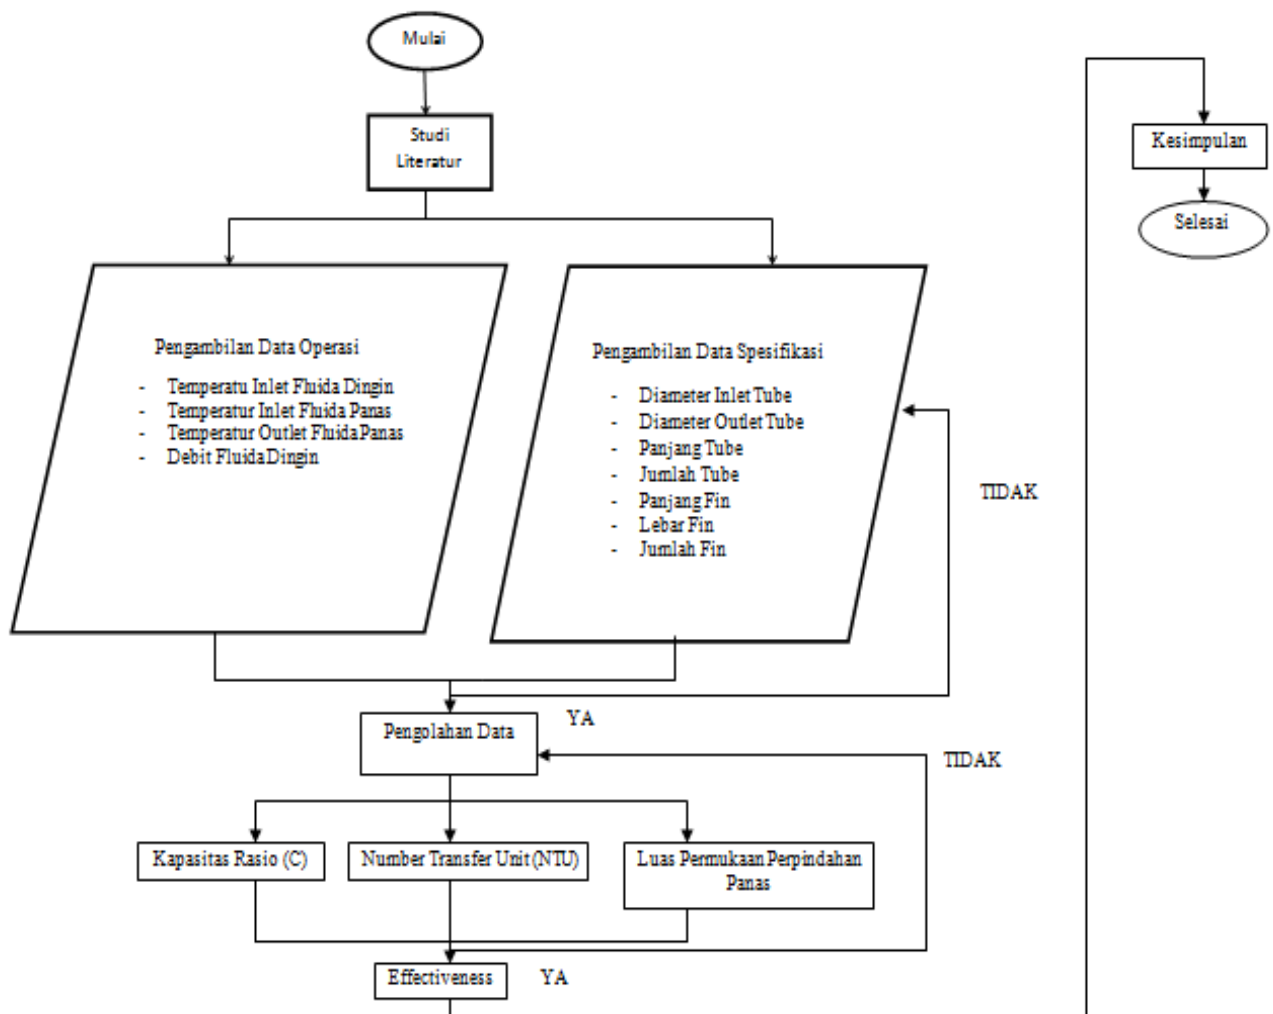 Mulai
Studi
Literatur
Pengambilan Data Operasi
- Temperatu Inlet Fluida Dingin
- Temperatur Inlet Fluida Panas
- Temperatur Outlet Fluida Panas
- Debit Fluida Dingin
Pengambilan Data Spesifikasi
- Diameter Inlet Tube
- Diameter Outlet Tube
- Panjang Tube
- Jumlah Tube
- Panjang Fin
- Lebar Fin
- Jumlah Fin
TIDAK
Pengolahan Data
YA
TIDAK
Kapasitas Rasio (C)
Number Transfer Unit (NTU)
Luas Permukaan Perpindahan
Panas
Effectiveness
YA
Kesimpulan
Selesai